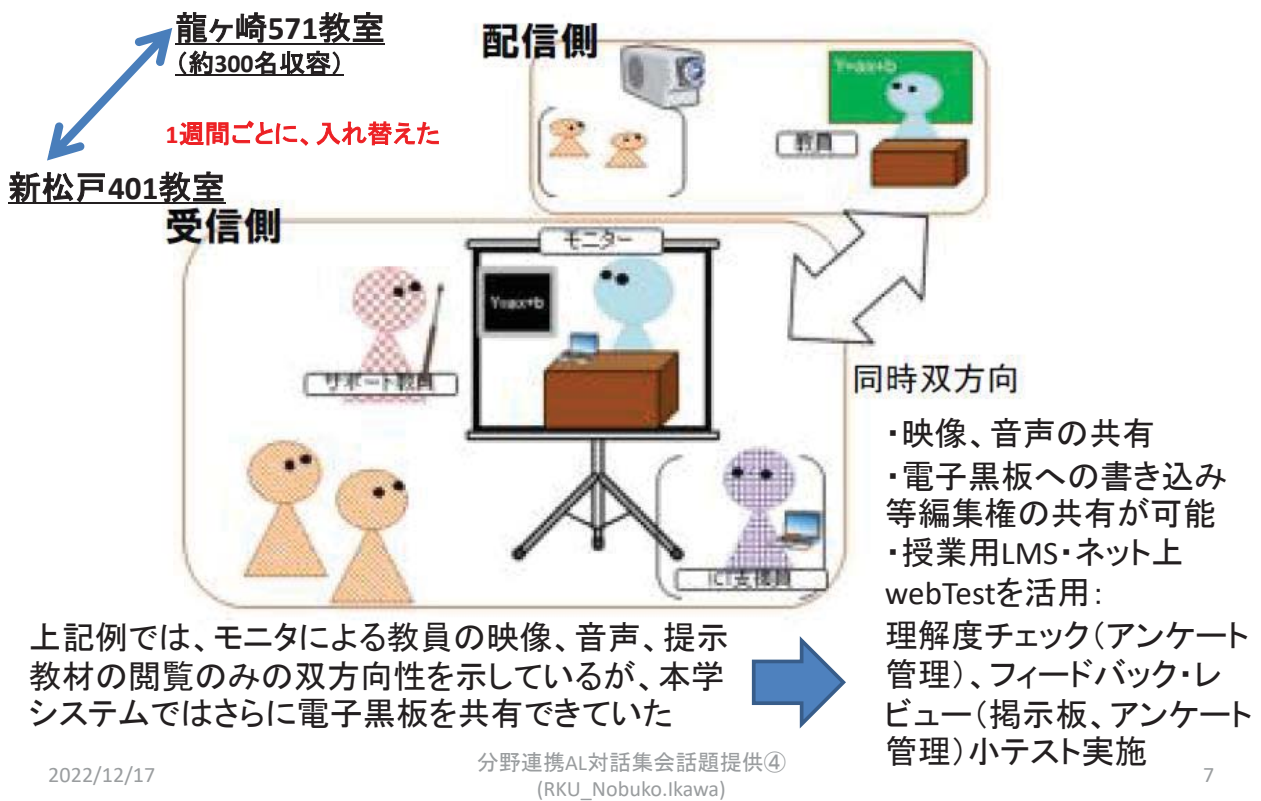 龍ヶ崎571教室
（約300名収容）
1週間ごとに、入れ替えた
新松戸401教室
配信側
Y=ax+b
教員
受信側
モニター
Y=ax+b
サポート教員
ICT支援員
同時双方向
・映像、音声の共有
・電子黒板への書き込み
等編集権の共有が可能
・授業用LMS・ネット上
webTestを活用：
理解度チェック（アンケート
管理）、フィードバック・レ
ビュー（掲示板、アンケート
管理）小テスト実施
上記例では、モニタによる教員の映像、音声、提示
教材の閲覧のみの双方向性を示しているが、本学
システムではさらに電子黒板を共有できていた
2022/12/17
分野連携AL対話集会話題提供④
(RKU_Nobuko.Ikawa)
7